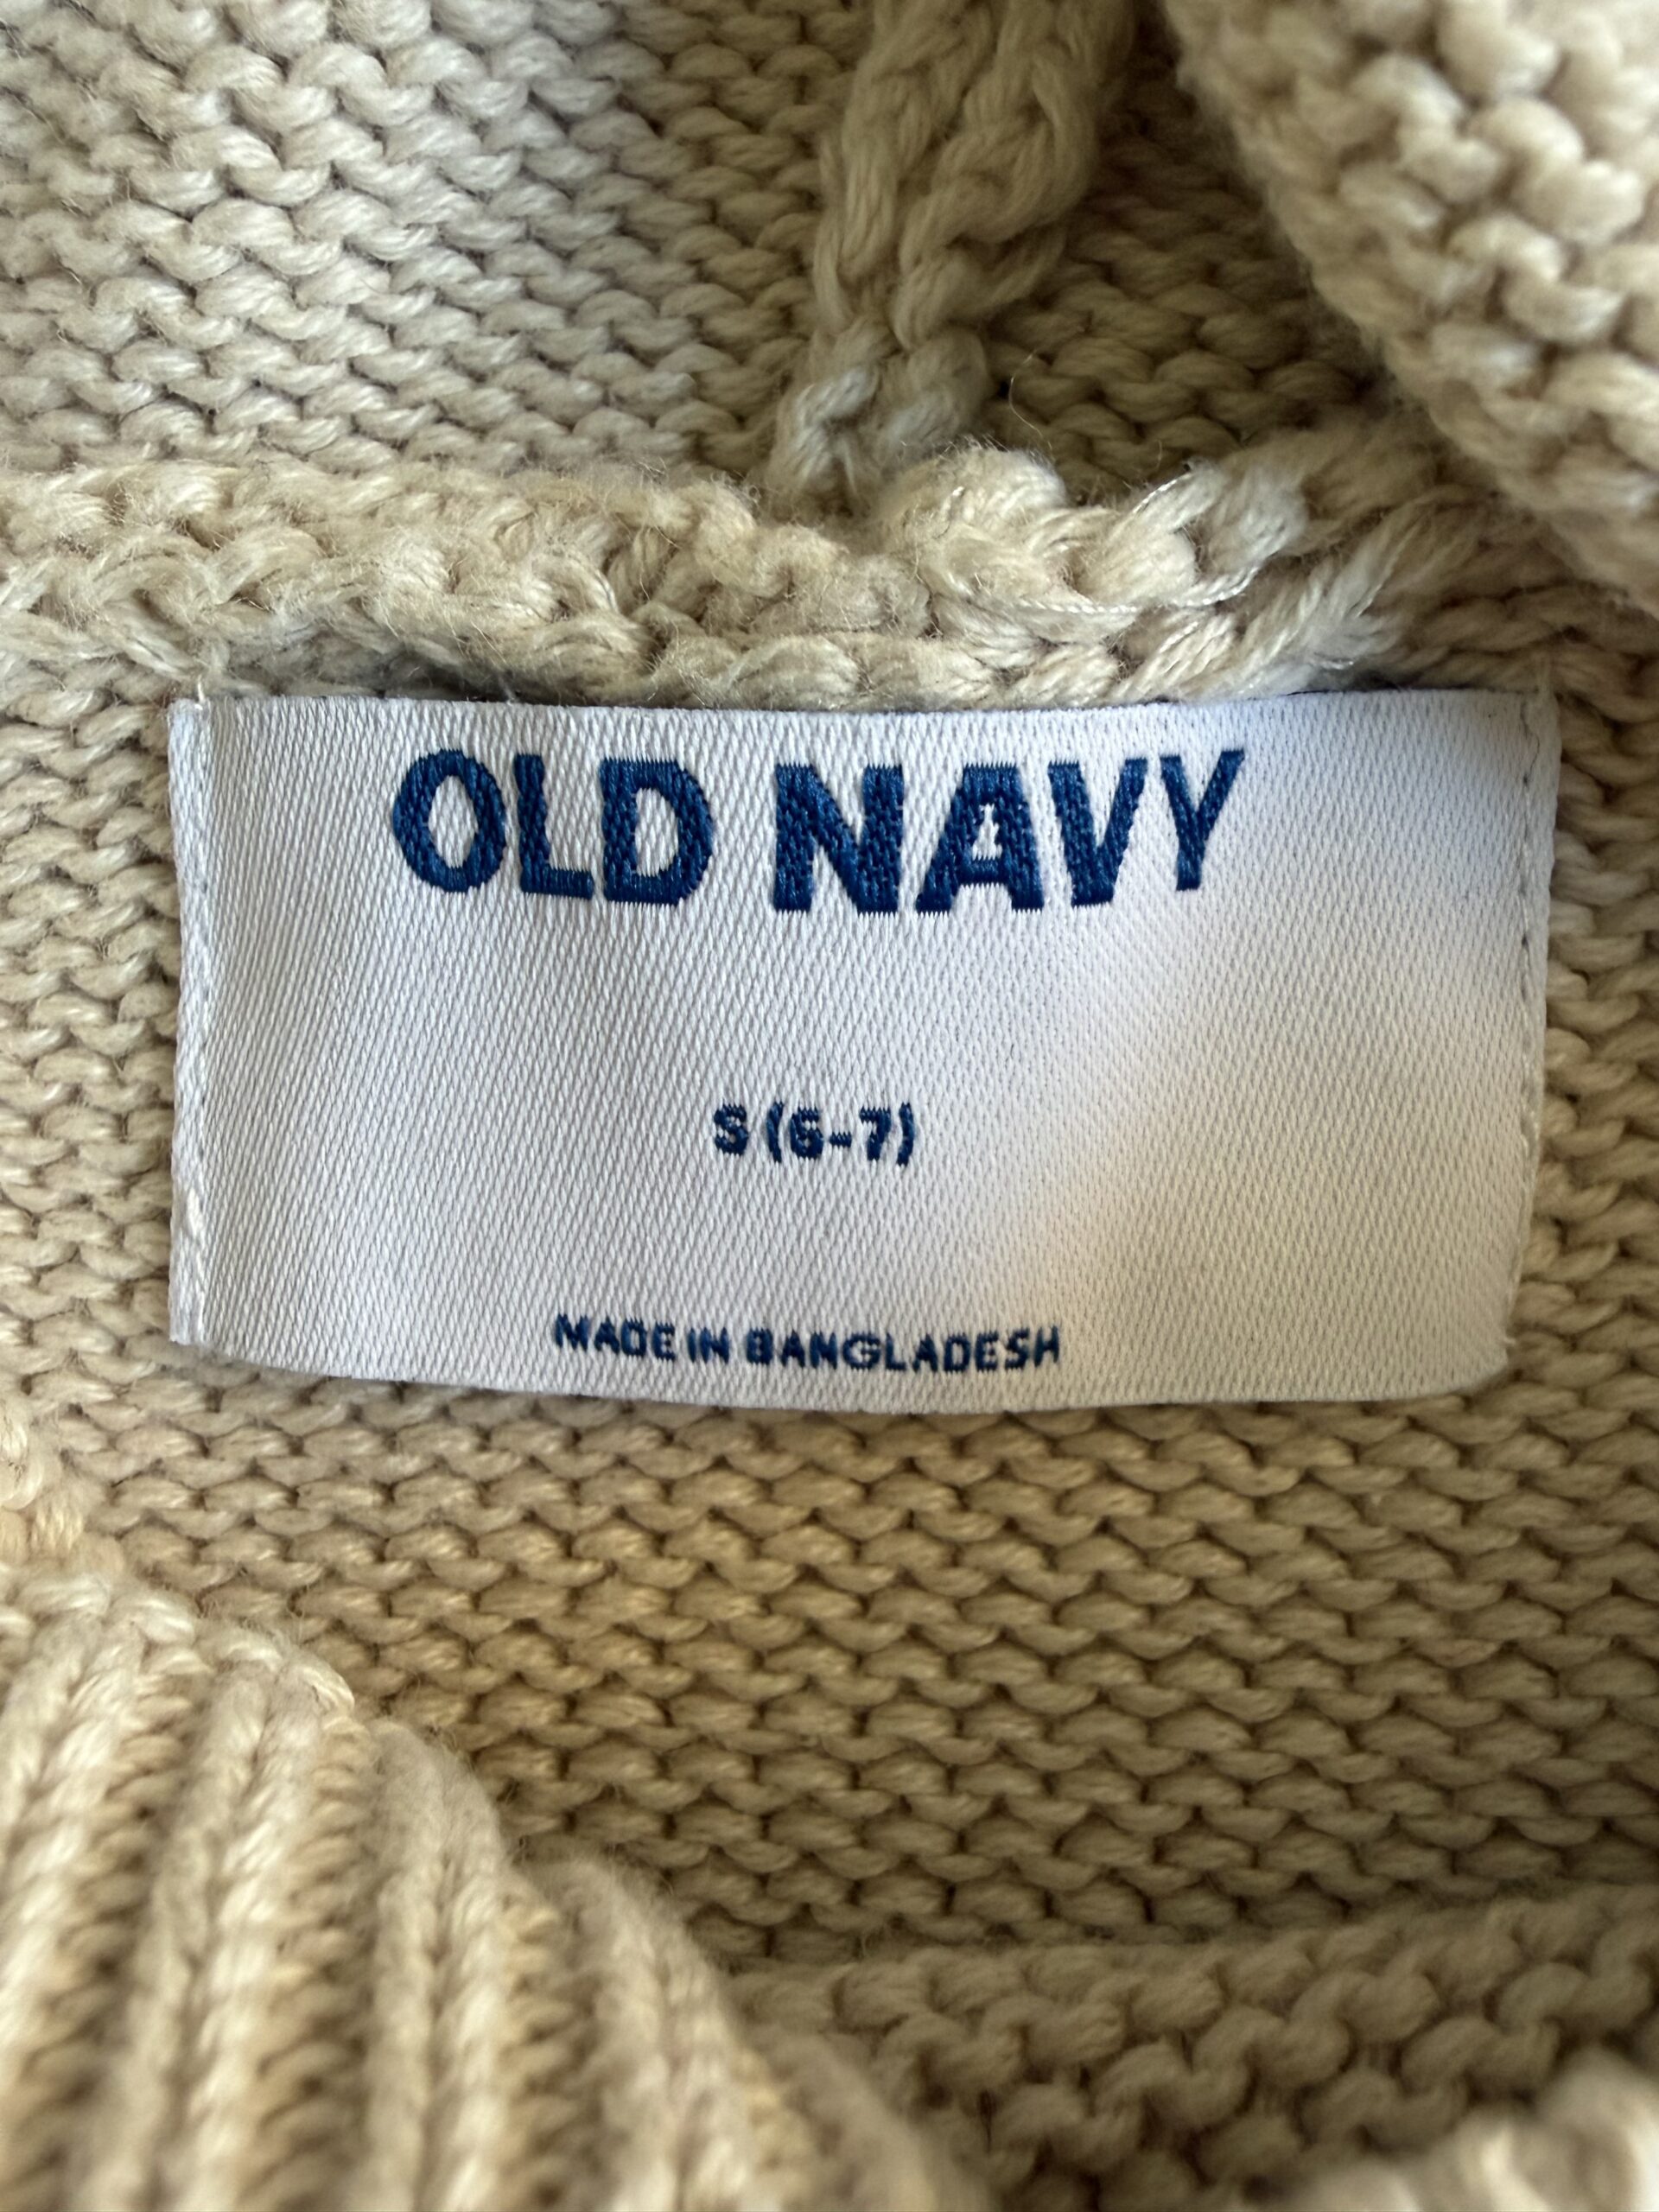 OLD NAVY
S (6-7)
MADE IN BANGLADESH